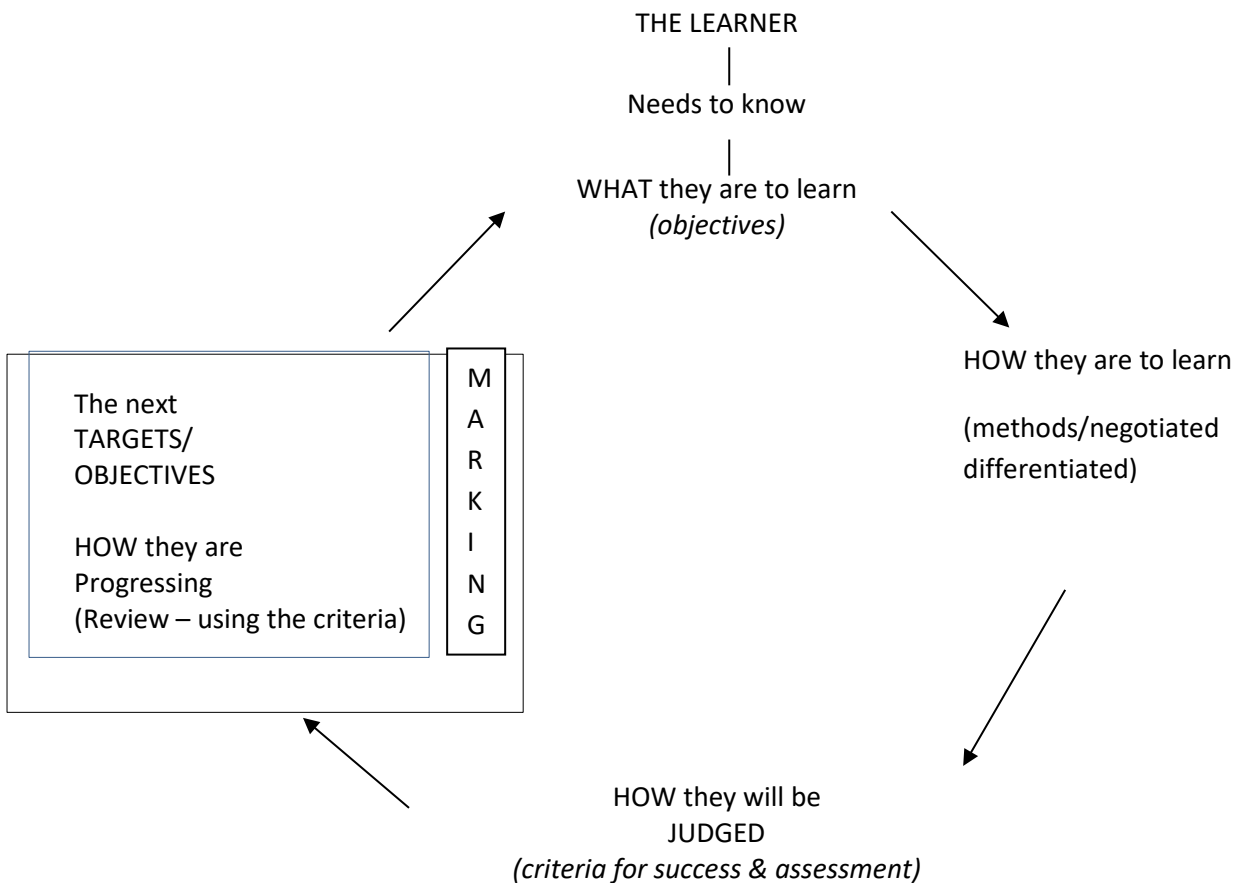 THE LEARNER
Needs to know
WHAT they are to learn
(objectives)
HOW they are to learn
(methods/negotiated
differentiated)
HOW they will be
JUDGED
(criteria for success & assessment)
The next
TARGETS/
OBJECTIVES
HOW they are
Progressing
(Review – using the criteria)
M
A
R
K
I
N
G